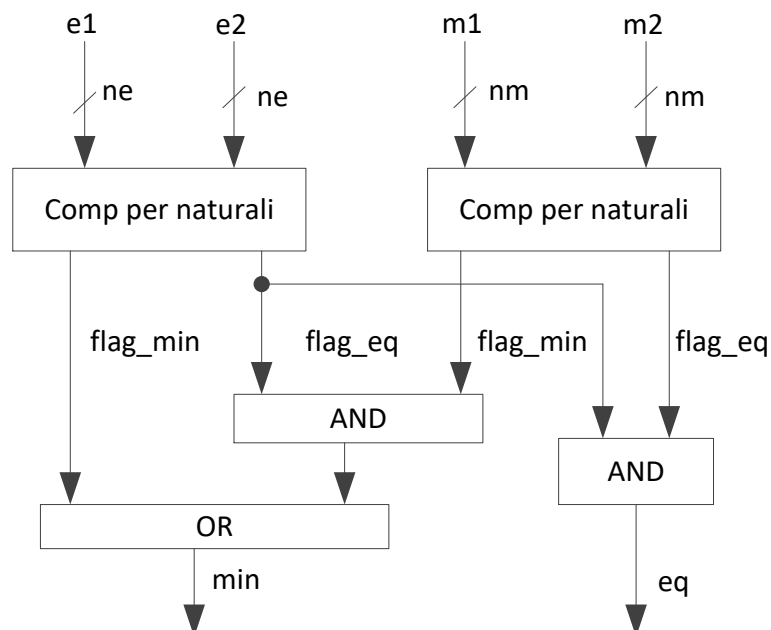 e1 e2 m1 m2
ne ne nm nm
Comp per naturali Comp per naturali
flag_min flag_eq flag_min flag_eq
AND
AND
OR
min eq